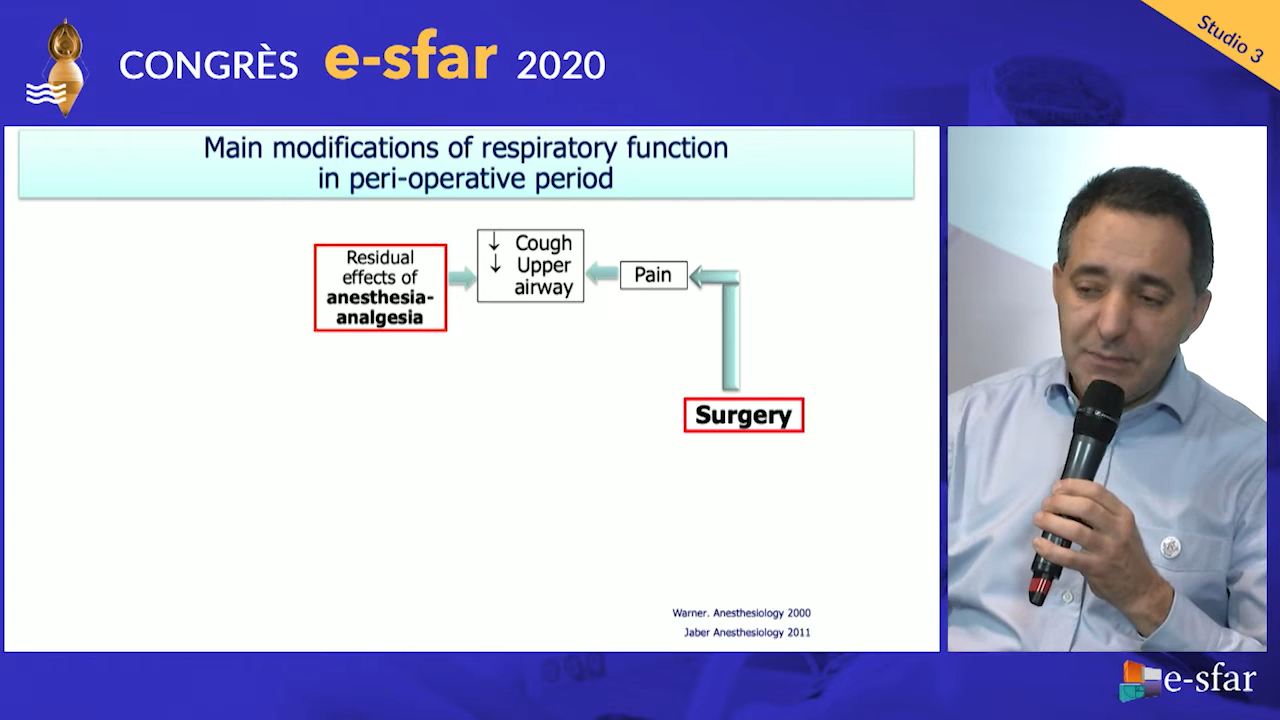 CONGRÈS e-sfar 2020
Studio 3
Main modifications of respiratory function
in peri-operative period
Residual
effects of
anesthesia-
analgesia
↓ Cough
↓ Upper
airway
Pain
Surgery
Warner. Anesthesiology 2000
Jaber Anesthesiology 2011
e-sfar